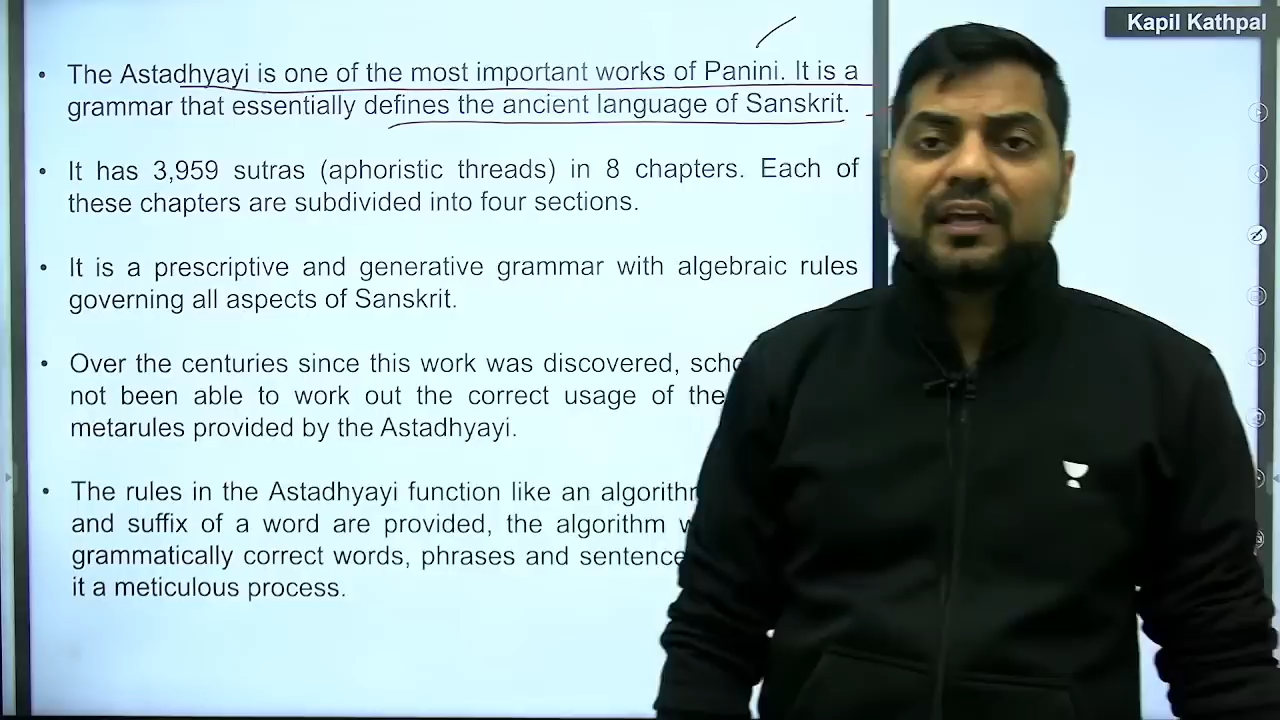 Kapil Kathpal
• The Astadhyayi is one of the most important works of Panini. It is a
grammar that essentially defines the ancient language of Sanskrit.
• It has 3,959 sutras (aphoristic threads) in 8 chapters. Each of
these chapters are subdivided into four sections.
• It is a prescriptive and generative grammar with algebraic rules
governing all aspects of Sanskrit.
• Over the centuries since this work was discovered,
not been able to work out the correct usage of the
metarules provided by the Astadhyayi.
• The rules in the Astadhyayi function like an
and suffix of a word are provided, the algorithm
grammatically correct words, phrases and
it a meticulous process.